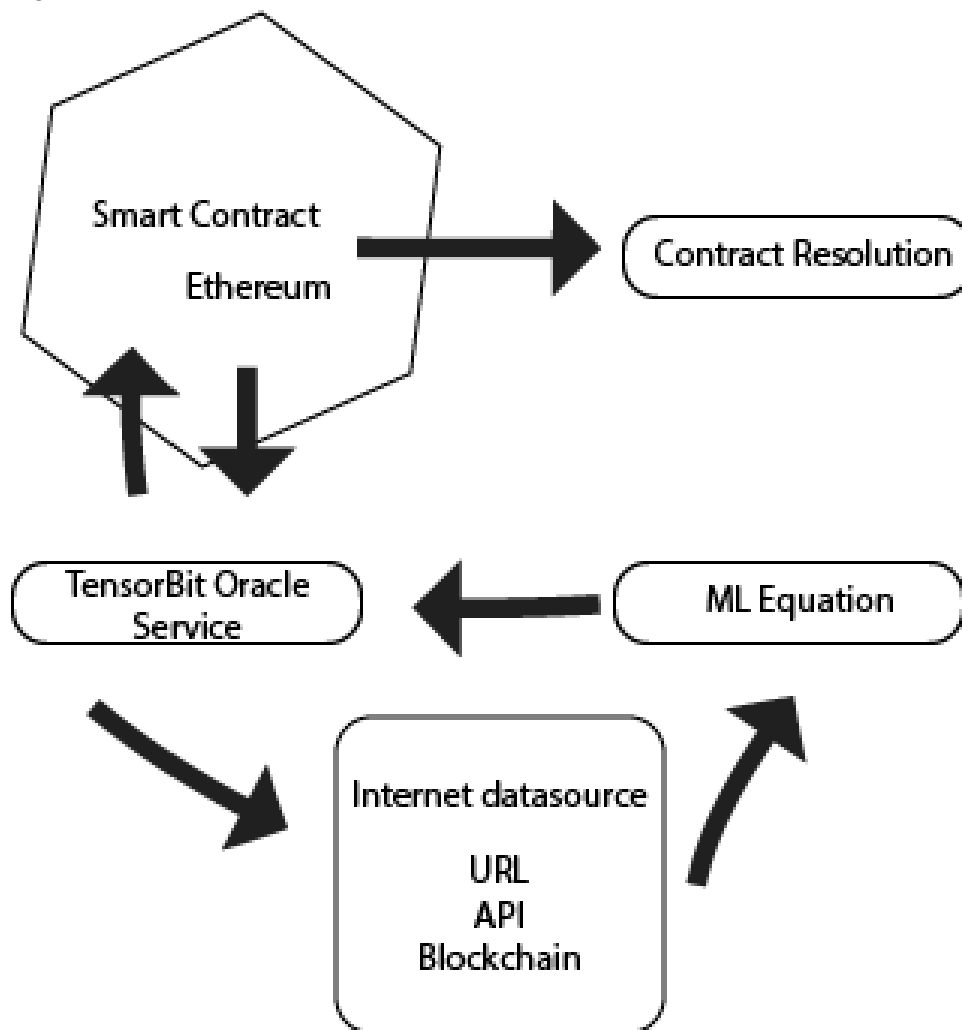 Smart Contract
Ethereum
Contract Resolution
TensorBit Oracle
Service
ML Equation
Internet datasource
URL
API
Blockchain